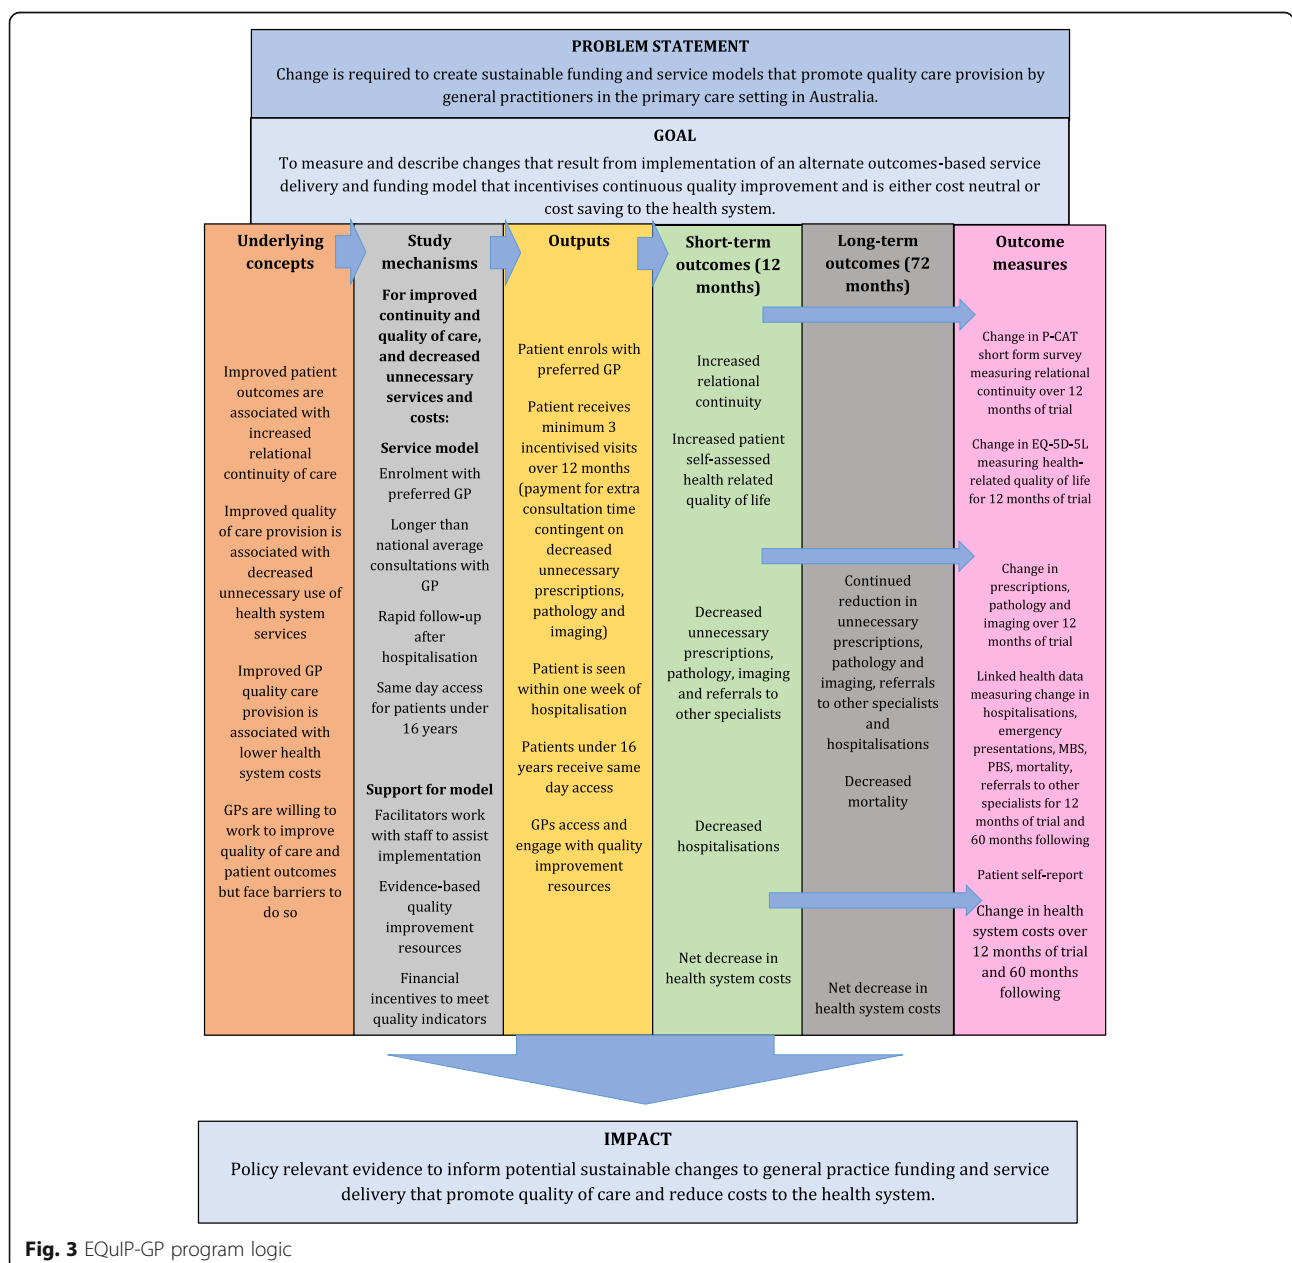 PROBLEM STATEMENT
Change is required to create sustainable funding and service models that promote quality care provision by
general practitioners in the primary care setting in Australia.
GOAL
To measure and describe changes that result from implementation of an alternate outcomes-based service
delivery and funding model that incentivises continuous quality improvement and is either cost neutral or
cost saving to the health system.
Underlying
concepts
Improved patient
outcomes are
associated with
increased
relational
continuity of care
Improved quality
of care provision is
associated with
decreased
unnecessary use of
health system
services
Improved GP
quality care
provision is
associated with
lower health
system costs
GPs are willing to
work to improve
quality of care and
patient outcomes
but face barriers to
do so
Study
mechanisms
For improved
continuity and
quality of care,
and decreased
unnecessary
services and
costs:
Service model
Enrolment with
preferred GP
Longer than
national average
consultations with
GP
Rapid follow-up
after
hospitalisation
Same day access
for patients under
16 years
Support for model
Facilitators work
with staff to assist
implementation
Evidence-based
quality
improvement
resources
Financial
incentives to meet
quality indicators
Outputs
Patient enrols with
preferred GP
Patient receives
minimum 3
incentivised visits
over 12 months
(payment for extra
consultation time
contingent on
decreased
unnecessary
prescriptions,
pathology and
imaging)
Patient is seen
within one week of
hospitalisation
Patients under 16
years receive same
day access
GPs access and
engage with quality
improvement
resources
Short-term
outcomes (12
months)
Increased
relational
continuity
Increased patient
self-assessed
health related
quality of life
Decreased
unnecessary
prescriptions,
pathology, imaging
and referrals to
other specialists
Decreased
hospitalisations
Net decrease in
health system costs
Long-term
outcomes (72
months)
Continued
reduction in
unnecessary
prescriptions,
pathology and
imaging, referrals
to other specialists
and
hospitalisations
Decreased
mortality
Net decrease in
health system costs
Outcome
measures
Change in P-CAT
short form survey
measuring relational
continuity over 12
months of trial
Change in EQ-5D-5L
measuring health-
related quality of life
for 12 months of trial
Change in
prescriptions,
pathology and
imaging over 12
months of trial
Linked health data
measuring change in
hospitalisations,
emergency
presentations, MBS,
PBS, mortality,
referrals to other
specialists for 12
months of trial and
60 months following
Patient self-report
Change in health
system costs over
12 months of trial
and 60 months
following
IMPACT
Policy relevant evidence to inform potential sustainable changes to general practice funding and service
delivery that promote quality of care and reduce costs to the health system.
Fig. 3 EQuIP-GP program logic